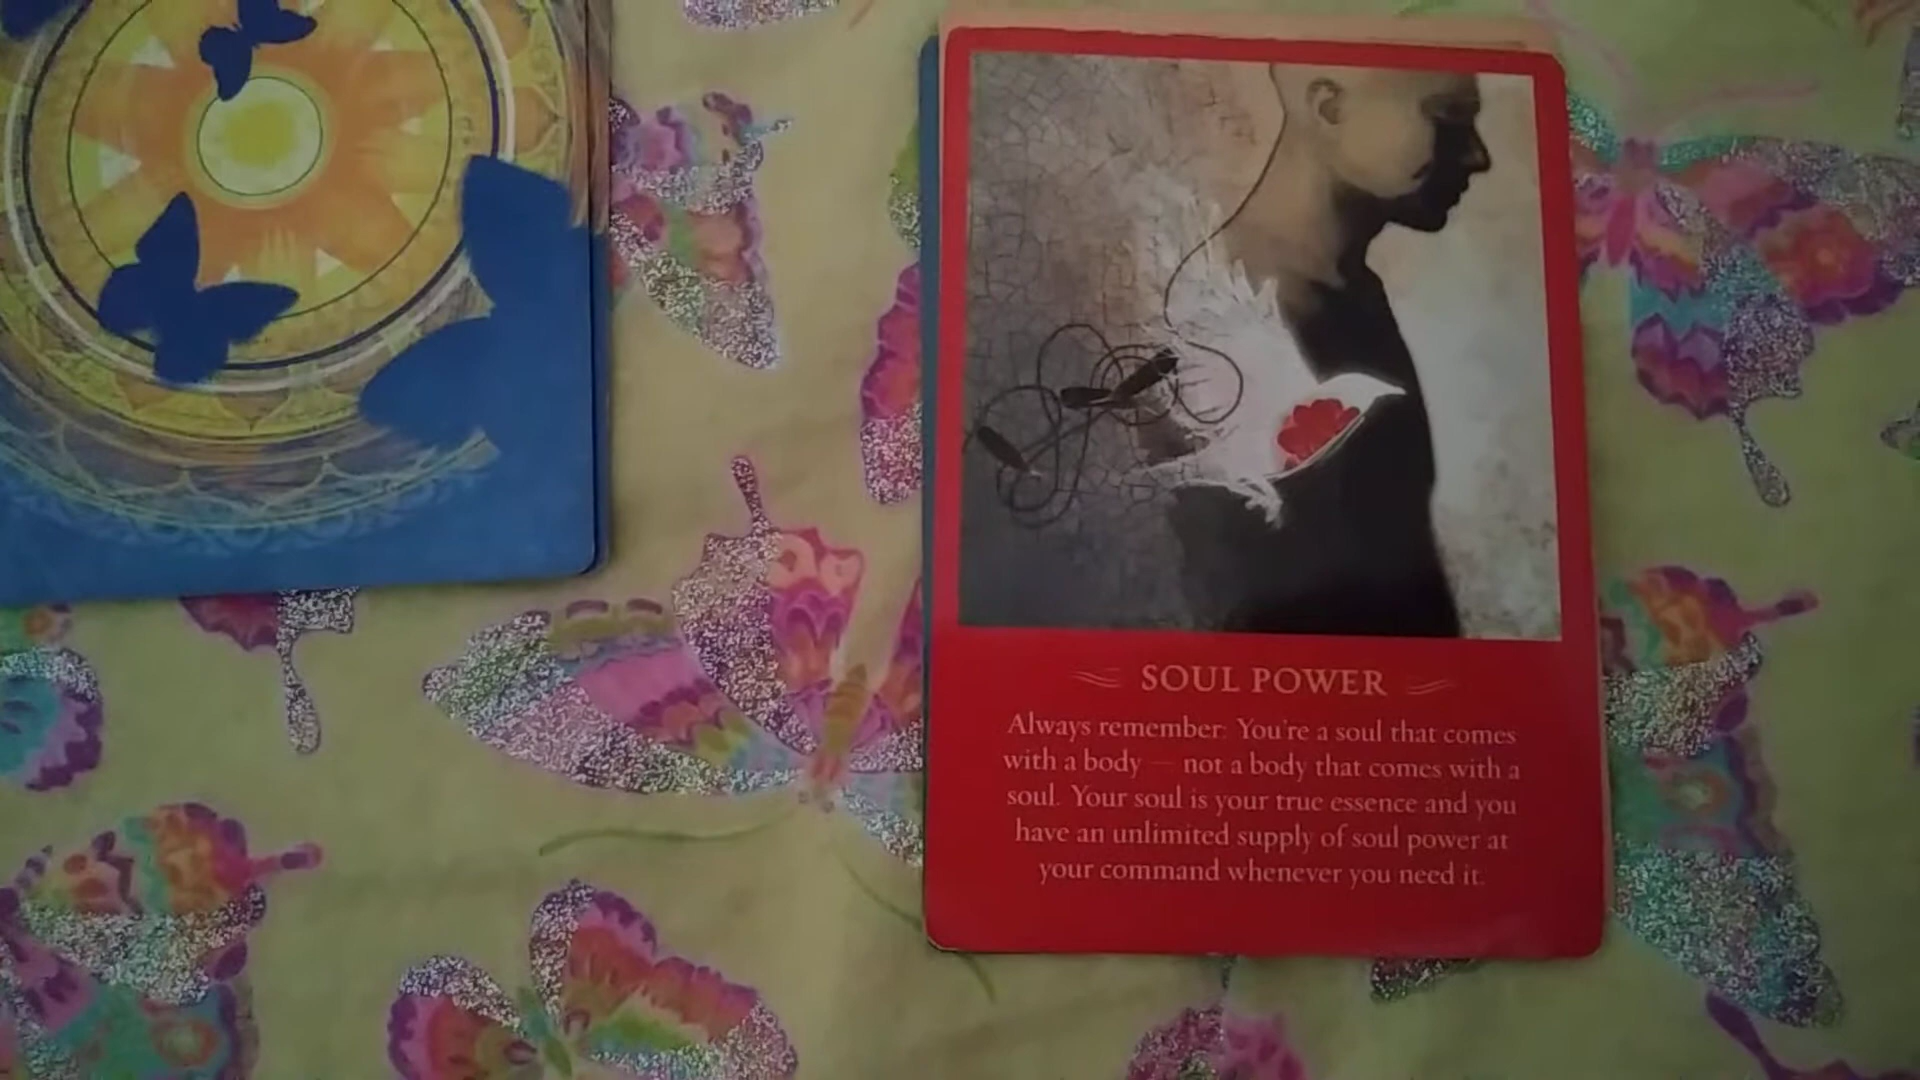 SOUL POWER
Always remember: You're a soul that comes
with a body — not a body that comes with a
soul. Your soul is your true essence and you
have an unlimited supply of soul power at
your command whenever you need it.